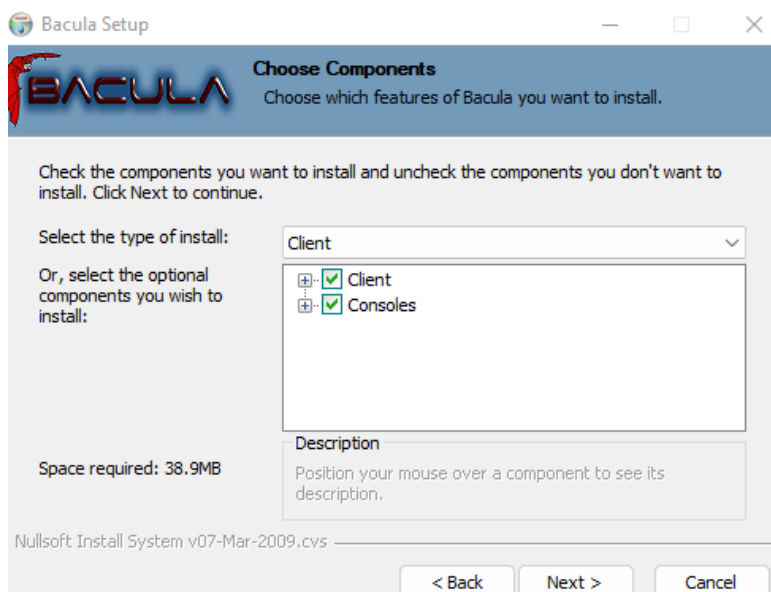 Bacula Setup
BACULA
Choose Components
Choose which features of Bacula you want to install.
Check the components you want to install and uncheck the components you don't want to
install. Click Next to continue.
Select the type of install:
Client
Or, select the optional
components you wish to
install:
Client
Consoles
Space required: 38.9MB
Description
Position your mouse over a component to see its
description.
Nullsoft Install System v07-Mar-2009.cvs
< Back
Next >
Cancel